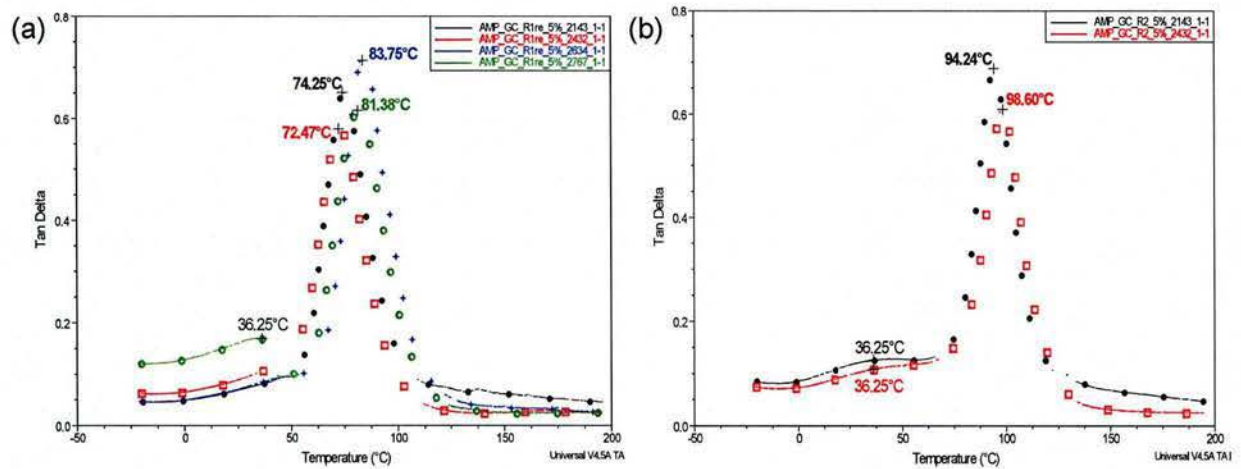 (a)
0.8
0.6
0.4
0.2
0.0
Tan Delta
-50
0
50
100
150
200
Temperature (°C)
Universal V4.5A TA
AMP_GC_R1re_5%_2143_1-1
AMP_GC_R1re_5%_2432_1-1
AMP_GC_R1re_5%_2634_1-1
AMP_GC_R1re_5%_2767_1-1
83.75°C
74.25°C
81.38°C
72.47°C
36.25°C
(b)
0.8
0.6
0.4
0.2
0.0
Tan Delta
-50
0
50
100
150
200
Temperature (°C)
Universal V4.5A TA I
AMP_GC_R2_5%_2143_1-1
AMP_GC_R2_5%_2432_1-1
94.24°C
98.60°C
36.25°C
36.25°C